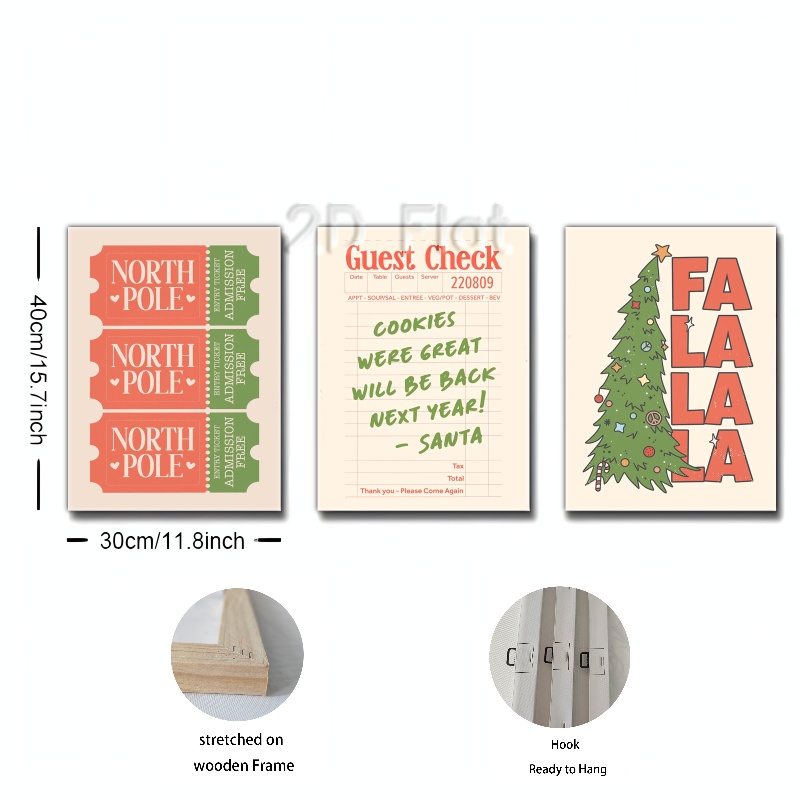 2D Flat
40cm/15.7inch
NORTH
POLE
ENTRY TICKET
ADMISSION
FREE
NORTH
POLE
ENTRY TICKET
ADMISSION
FREE
NORTH
POLE
ENTRY TICKET
ADMISSION
FREE
30cm/11.8inch
Guest Check
Date Table Guests Server
220809
APPT - SOUP/SAL - ENTREE - VEG/POT - DESSERT - BEV
COOKIES
WERE GREAT
WILL BE BACK
NEXT YEAR!
– SANTA
Tax
Total
Thank you - Please Come Again
FA
LA
LA
LA
stretched on
wooden Frame
Hook
Ready to Hang